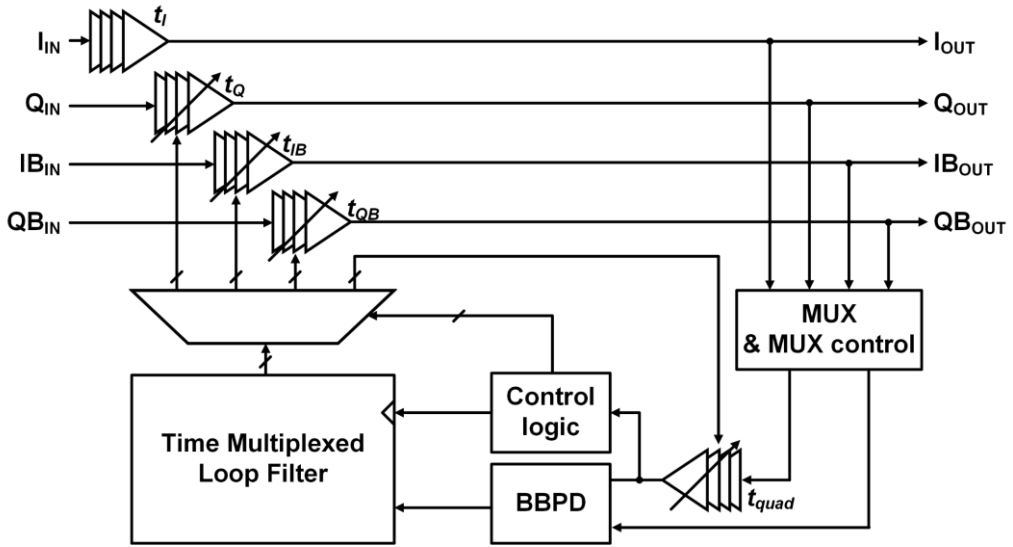 t_I
I_IN
I_OUT
t_Q
Q_IN
Q_OUT
t_IB
IB_IN
IB_OUT
t_QB
QB_IN
QB_OUT
MUX
& MUX control
Control
logic
Time Multiplexed
Loop Filter
BBPD
t_quad